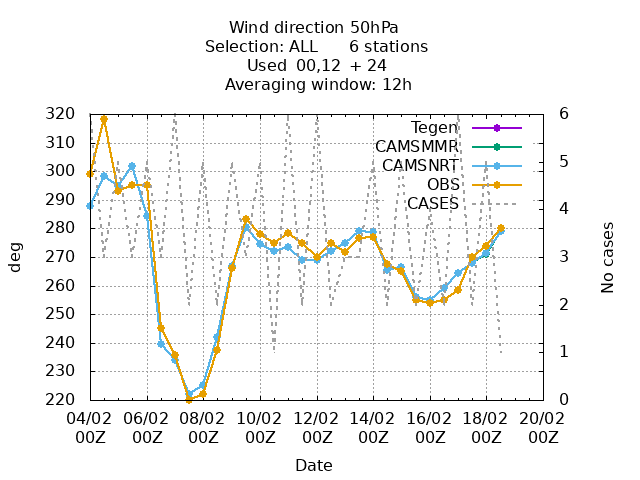 Wind direction 50hPa
Selection: ALL 6 stations
Used 00,12 + 24
Averaging window: 12h
320
310
300
290
280
270
260
250
240
230
220
deg
6
5
4
3
2
1
0
No cases
Tegen
CAMSMMR
CAMSNRT
OBS
CASES
04/02 06/02 08/02 10/02 12/02 14/02 16/02 18/02 20/02
00Z 00Z 00Z 00Z 00Z 00Z 00Z 00Z 00Z
Date